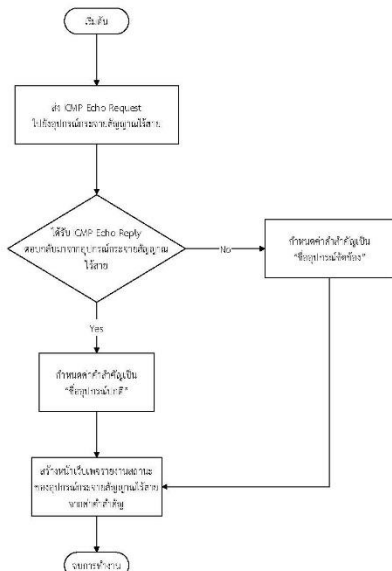 เริ่มต้น
ส่ง ICMP Echo Request
ไปยังอุปกรณ์กระจายสัญญาณไร้สาย
ได้รับ ICMP Echo Reply
ตอบกลับมาจากอุปกรณ์กระจายสัญญาณ
ไร้สาย
No
กำหนดค่าคำสำคัญเป็น
“ชื่ออุปกรณ์ขัดข้อง”
Yes
กำหนดค่าคำสำคัญเป็น
“ชื่ออุปกรณ์ปกติ”
สร้างหน้าเว็บเพจรายงานสถานะ
ของอุปกรณ์กระจายสัญญาณไร้สาย
จากค่าคำสำคัญ
จบการทำงาน